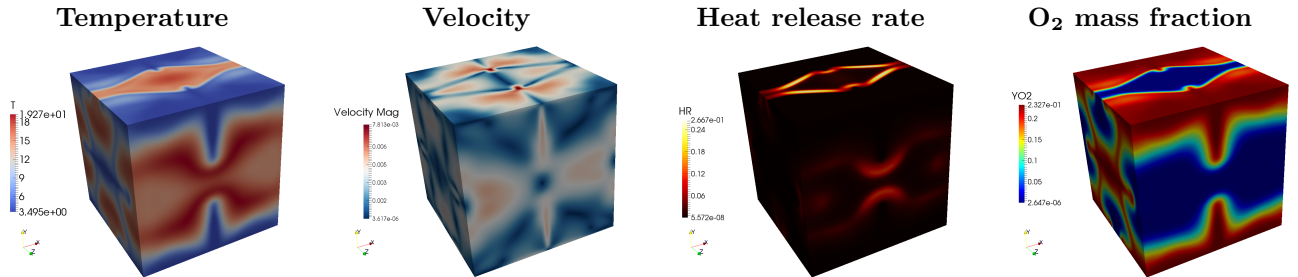 Temperature
Velocity
Heat release rate
O₂ mass fraction
T
1.927e+01
18
15
12
9
6
3.495e+00
Y
X
Z
Velocity Mag
7.813e-03
0.006
0.005
0.003
0.002
3.617e-06
Y
X
Z
HR
2.667e-01
0.24
0.18
0.12
0.06
5.572e-08
Y
X
Z
YO2
2.327e-01
0.2
0.15
0.1
0.05
2.647e-06
Y
X
Z